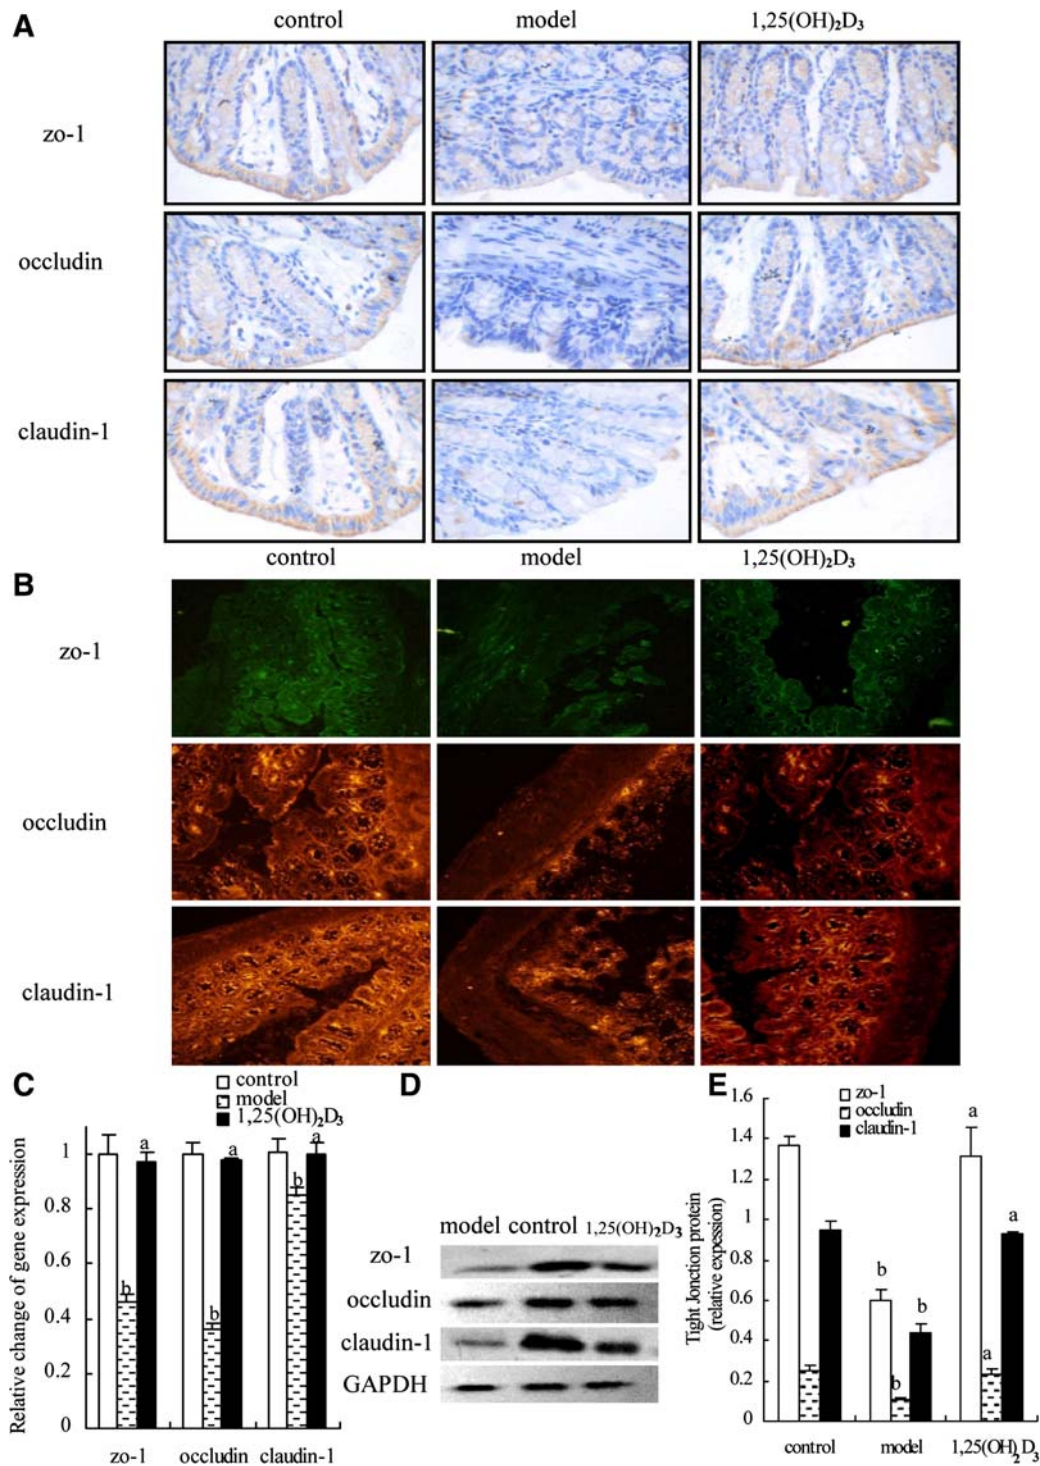 A
control model 1,25(OH)₂D₃
zo-1
occludin
claudin-1
control model 1,25(OH)₂D₃
B
zo-1
occludin
claudin-1
C
control
model
1,25(OH)₂D₃
Relative change of gene expression
1
0.8
0.6
0.4
0.2
0
b a
b a
b a
zo-1 occludin claudin-1
D
model control 1,25(OH)₂D₃
zo-1
occludin
claudin-1
GAPDH
E
zo-1
occludin
claudin-1
Tight Jonction protein
(relative expession)
1.6
1.4
1.2
1
0.8
0.6
0.4
0.2
0
b b b
a a a
control model 1,25(OH)₂D₃